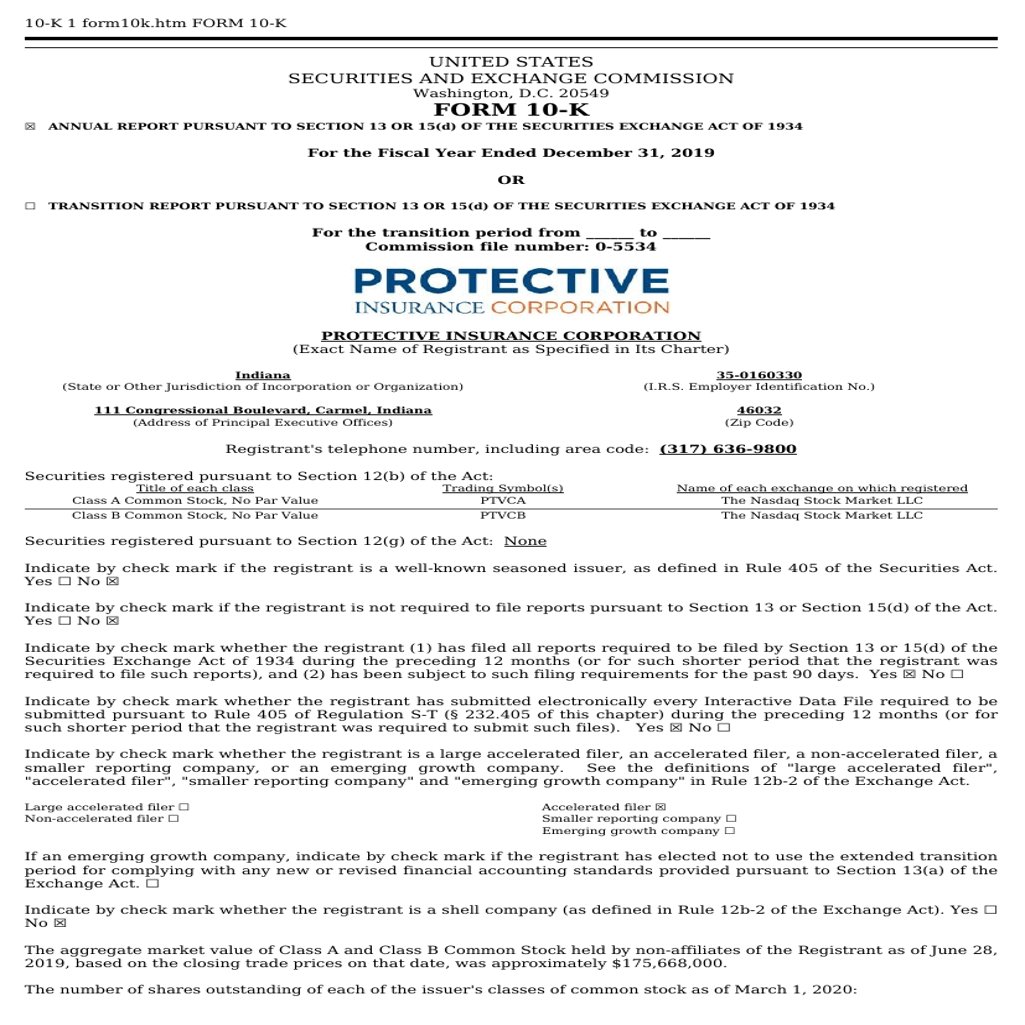 10-K 1 form10k.htm FORM 10-K
UNITED STATES
SECURITIES AND EXCHANGE COMMISSION
Washington, D.C. 20549
FORM 10-K
☒ ANNUAL REPORT PURSUANT TO SECTION 13 OR 15(d) OF THE SECURITIES EXCHANGE ACT OF 1934
For the Fiscal Year Ended December 31, 2019
OR
☐ TRANSITION REPORT PURSUANT TO SECTION 13 OR 15(d) OF THE SECURITIES EXCHANGE ACT OF 1934
For the transition period from ______ to ______
Commission file number: 0-5534
PROTECTIVE
INSURANCE CORPORATION
PROTECTIVE INSURANCE CORPORATION
(Exact Name of Registrant as Specified in Its Charter)
Indiana 35-0160330
(State or Other Jurisdiction of Incorporation or Organization) (I.R.S. Employer Identification No.)
111 Congressional Boulevard, Carmel, Indiana 46032
(Address of Principal Executive Offices) (Zip Code)
Registrant's telephone number, including area code: (317) 636-9800
Securities registered pursuant to Section 12(b) of the Act:
Title of each class Trading Symbol(s) Name of each exchange on which registered
Class A Common Stock, No Par Value PTVCA The Nasdaq Stock Market LLC
Class B Common Stock, No Par Value PTVCB The Nasdaq Stock Market LLC
Securities registered pursuant to Section 12(g) of the Act: None
Indicate by check mark if the registrant is a well-known seasoned issuer, as defined in Rule 405 of the Securities Act.
Yes ☐ No ☒
Indicate by check mark if the registrant is not required to file reports pursuant to Section 13 or Section 15(d) of the Act.
Yes ☐ No ☒
Indicate by check mark whether the registrant (1) has filed all reports required to be filed by Section 13 or 15(d) of the
Securities Exchange Act of 1934 during the preceding 12 months (or for such shorter period that the registrant was
required to file such reports), and (2) has been subject to such filing requirements for the past 90 days. Yes ☒ No ☐
Indicate by check mark whether the registrant has submitted electronically every Interactive Data File required to be
submitted pursuant to Rule 405 of Regulation S-T (§ 232.405 of this chapter) during the preceding 12 months (or for
such shorter period that the registrant was required to submit such files). Yes ☒ No ☐
Indicate by check mark whether the registrant is a large accelerated filer, an accelerated filer, a non-accelerated filer, a
smaller reporting company, or an emerging growth company. See the definitions of "large accelerated filer",
"accelerated filer", "smaller reporting company" and "emerging growth company" in Rule 12b-2 of the Exchange Act.
Large accelerated filer ☐ Accelerated filer ☒
Non-accelerated filer ☐ Smaller reporting company ☐
Emerging growth company ☐
If an emerging growth company, indicate by check mark if the registrant has elected not to use the extended transition
period for complying with any new or revised financial accounting standards provided pursuant to Section 13(a) of the
Exchange Act. ☐
Indicate by check mark whether the registrant is a shell company (as defined in Rule 12b-2 of the Exchange Act). Yes ☐
No ☒
The aggregate market value of Class A and Class B Common Stock held by non-affiliates of the Registrant as of June 28,
2019, based on the closing trade prices on that date, was approximately $175,668,000.
The number of shares outstanding of each of the issuer's classes of common stock as of March 1, 2020: